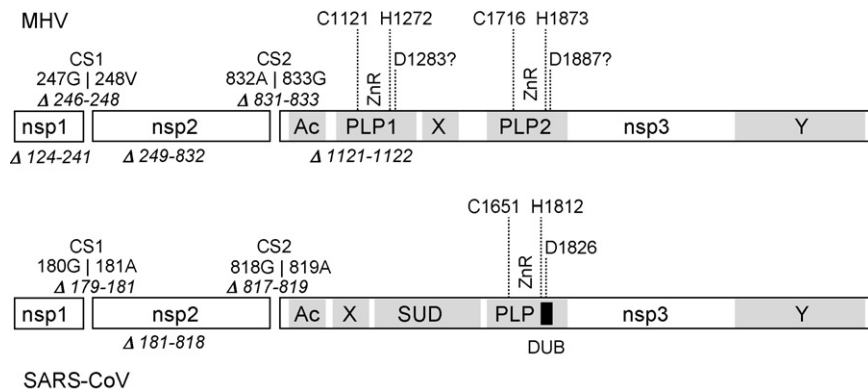 MHV
C1121 H1272
C1716 H1873
CS1
CS2
D1283?
D1887?
247G | 248V
832A | 833G
Δ 246-248
Δ 831-833
ZnR
ZnR
nsp1
nsp2
Ac
PLP1
X
PLP2
nsp3
Y
Δ 124-241
Δ 249-832
Δ 1121-1122
C1651 H1812
CS1
CS2
D1826
180G | 181A
818G | 819A
Δ 179-181
Δ 817-819
ZnR
nsp1
nsp2
Ac
X
SUD
PLP
nsp3
Y
Δ 181-818
DUB
SARS-CoV